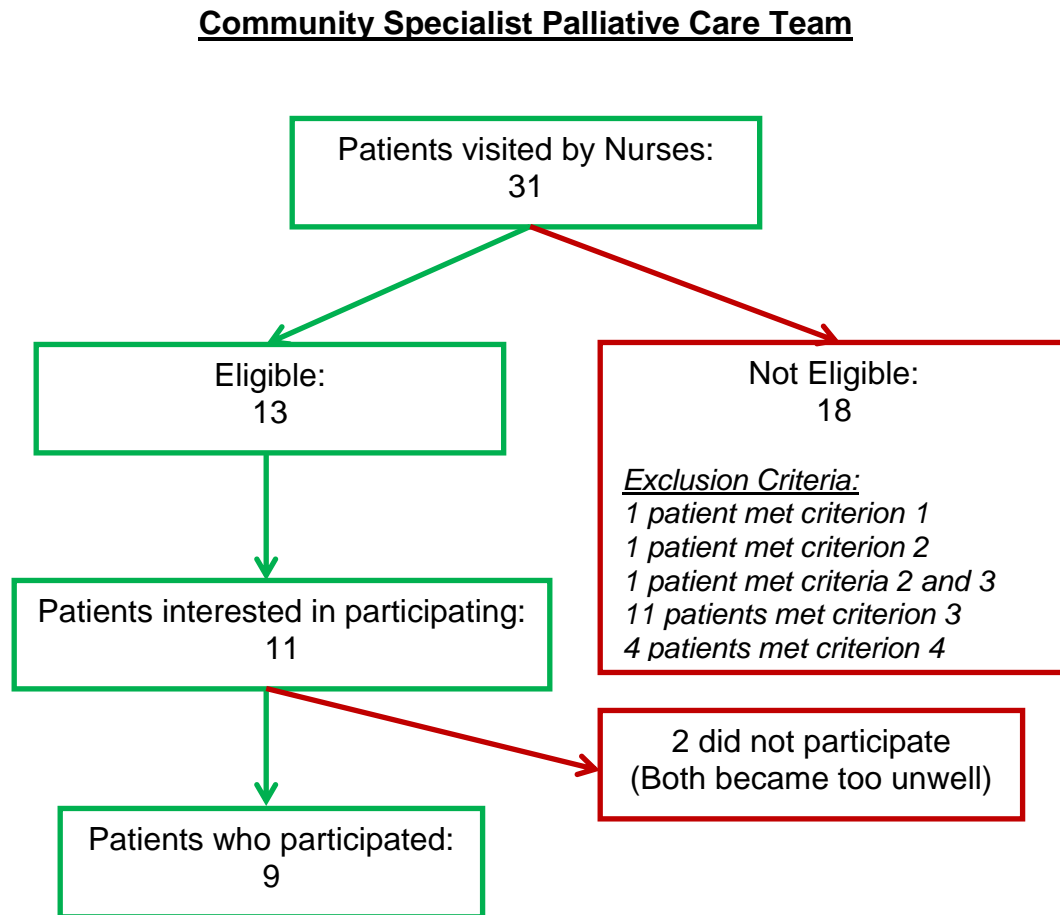 Community Specialist Palliative Care Team
Patients visited by Nurses:
31
Eligible:
13
Not Eligible:
18
Exclusion Criteria:
1 patient met criterion 1
1 patient met criterion 2
1 patient met criteria 2 and 3
11 patients met criterion 3
4 patients met criterion 4
Patients interested in participating:
11
2 did not participate
(Both became too unwell)
Patients who participated:
9